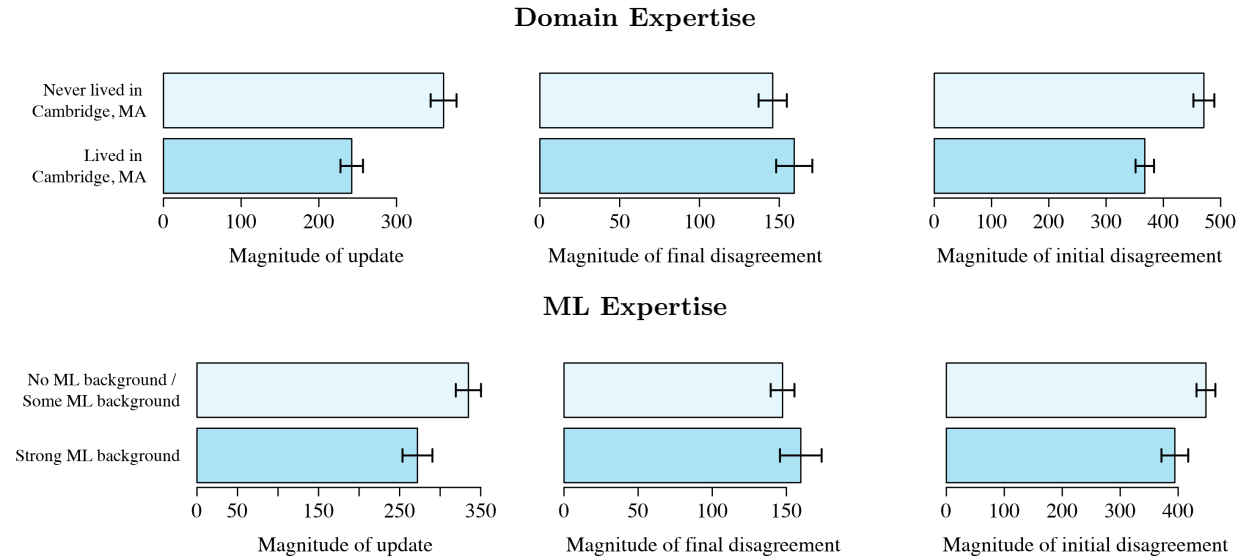 Domain Expertise
Never lived in
Cambridge, MA
Lived in
Cambridge, MA
0 100 200 300
0 50 100 150
0 100 200 300 400 500
Magnitude of update
Magnitude of final disagreement
Magnitude of initial disagreement
ML Expertise
No ML background /
Some ML background
Strong ML background
0 50 150 250 350
0 50 100 150
0 100 200 300 400
Magnitude of update
Magnitude of final disagreement
Magnitude of initial disagreement